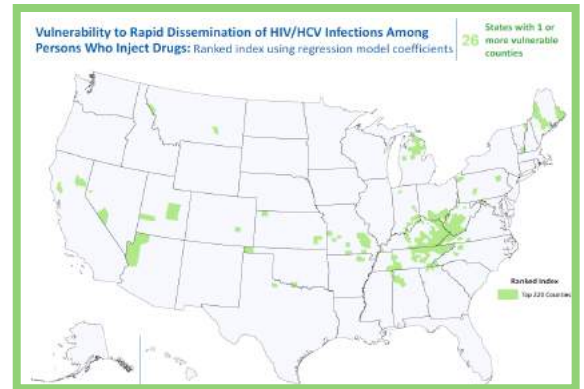 Vulnerability to Rapid Dissemination of HIV/HCV Infections Among
Persons Who Inject Drugs: Ranked index using regression model coefficients
26
States with 1 or
more vulnerable
counties
Ranked Index
Top 220 Counties